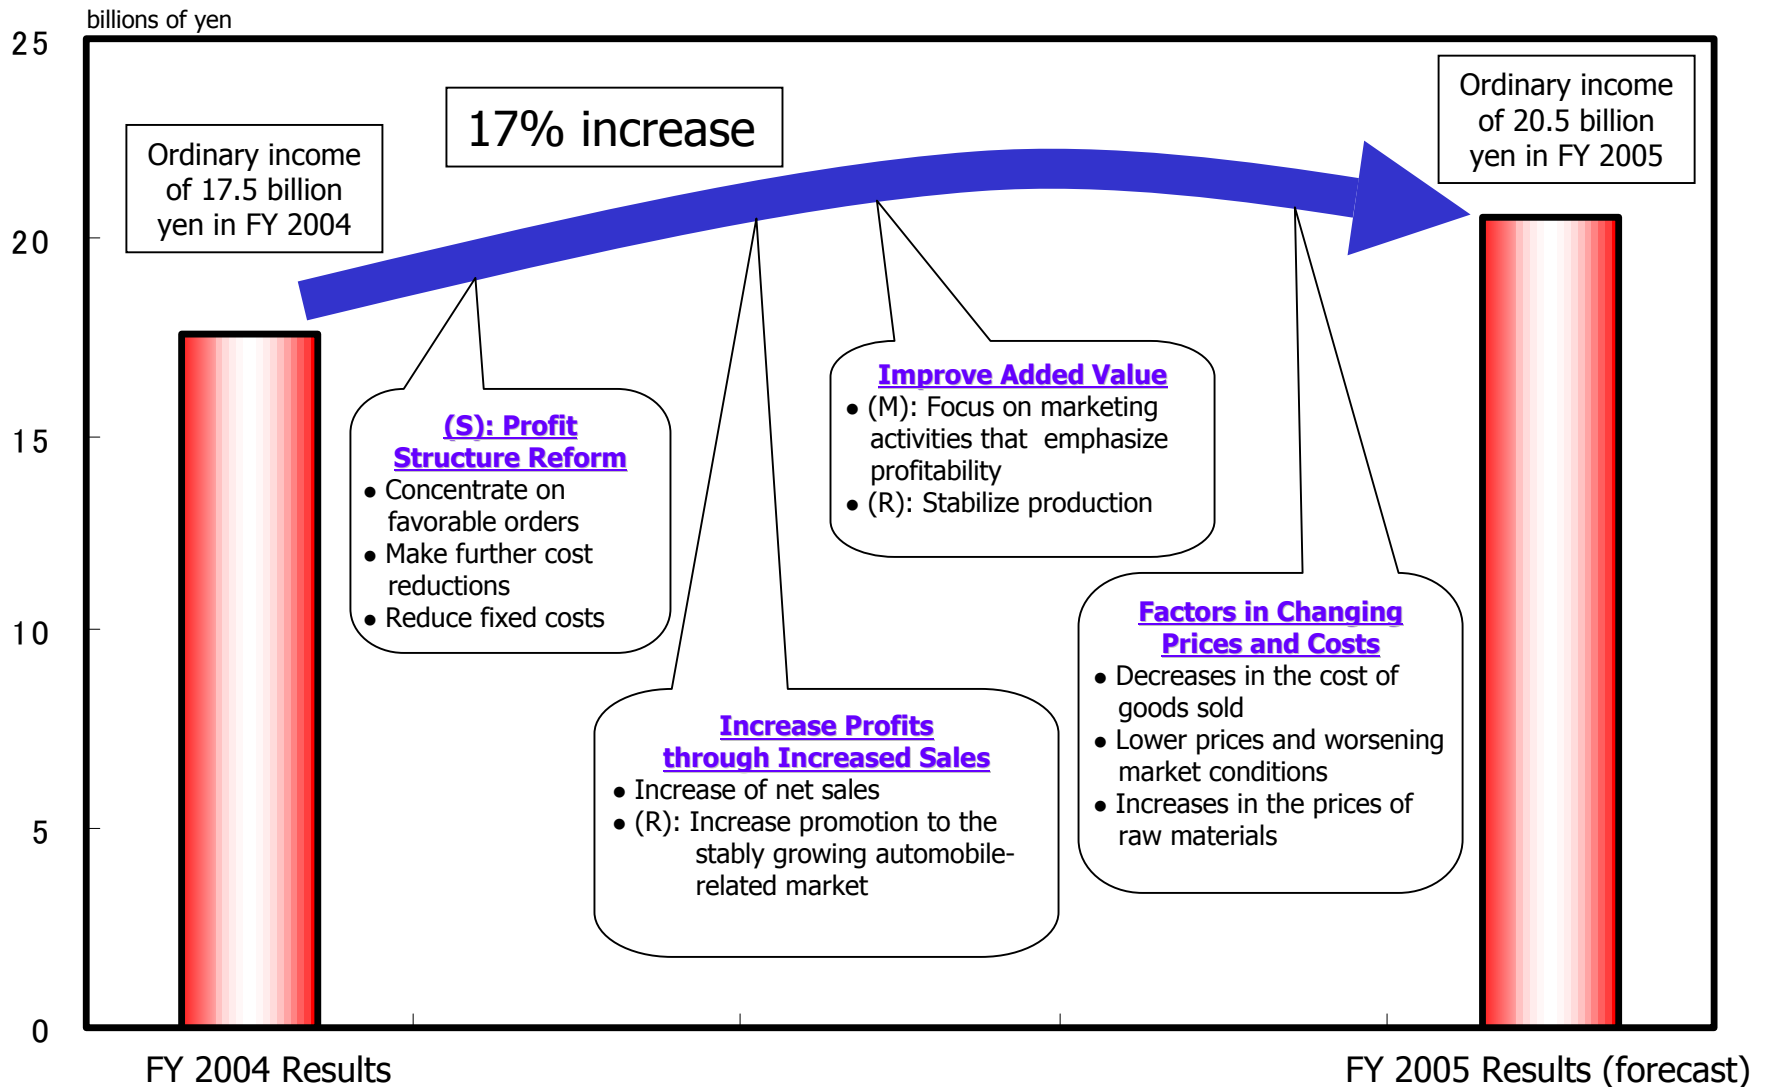 billions of yen
25
20
15
10
5
0
Ordinary income
of 17.5 billion
yen in FY 2004
17% increase
Ordinary income
of 20.5 billion
yen in FY 2005
(S): Profit
Structure Reform
● Concentrate on
favorable orders
● Make further cost
reductions
● Reduce fixed costs
Increase Profits
through Increased Sales
● Increase of net sales
● (R): Increase promotion to the
stably growing automobile-
related market
Improve Added Value
● (M): Focus on marketing
activities that emphasize
profitability
● (R): Stabilize production
Factors in Changing
Prices and Costs
● Decreases in the cost of
goods sold
● Lower prices and worsening
market conditions
● Increases in the prices of
raw materials
FY 2004 Results
FY 2005 Results (forecast)